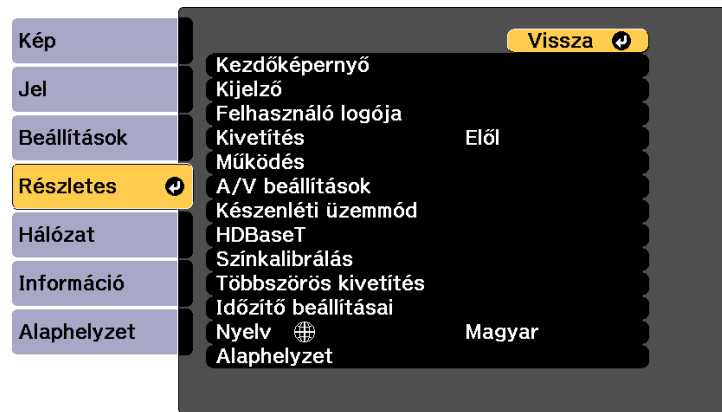 Kép
Jel
Beállítások
Részletes
Hálózat
Információ
Alaphelyzet
Vissza
Kezdőképernyő
Kijelző
Felhasználó logója
Kivetítés Elől
Működés
A/V beállítások
Készenléti üzemmód
HDBaseT
Színkalibrálás
Többszörös kivetítés
Időzítő beállításai
Nyelv Magyar
Alaphelyzet